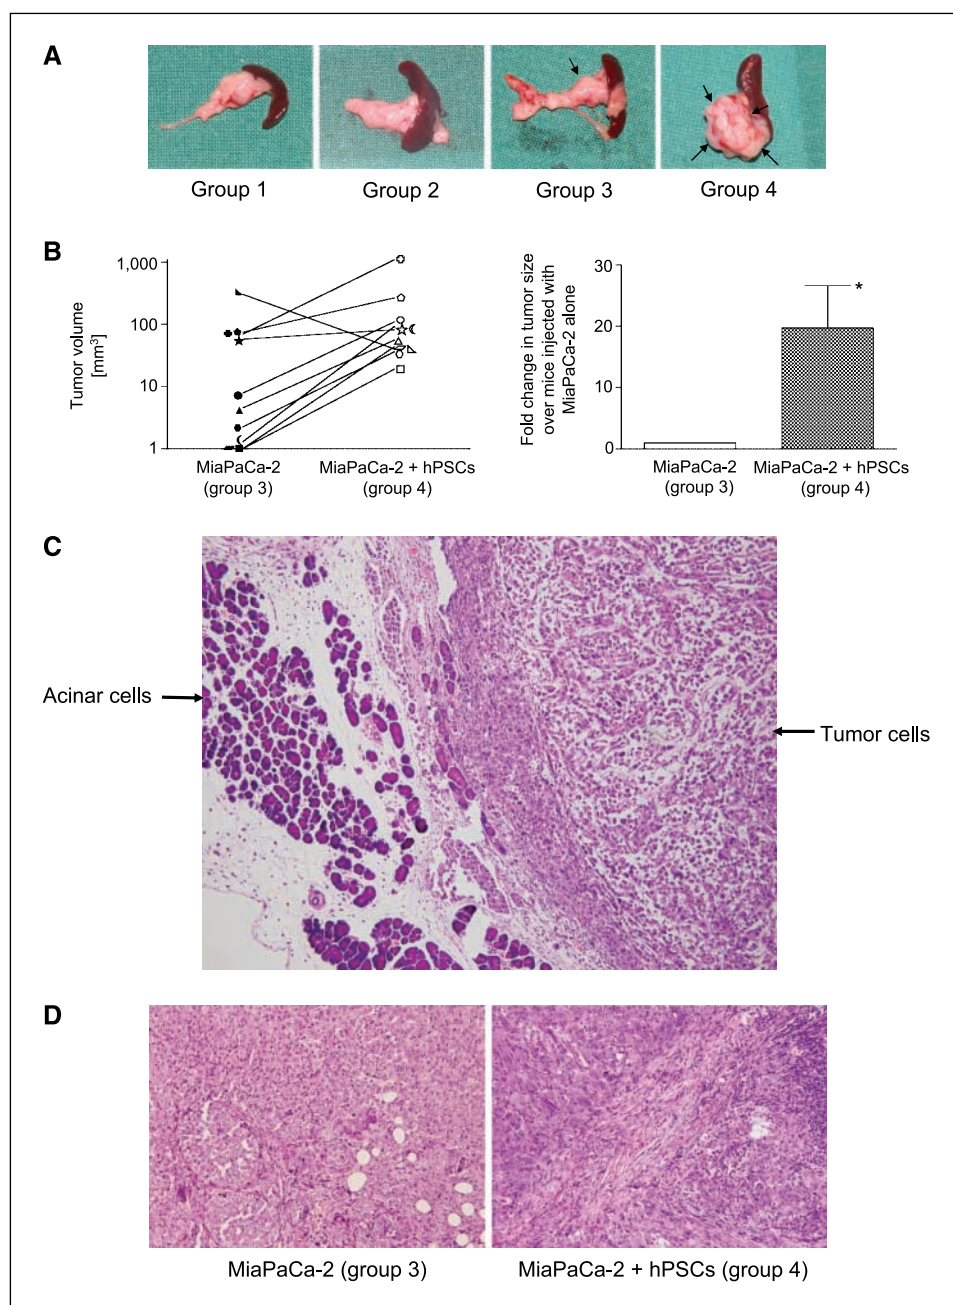 A
Group 1
Group 2
Group 3
Group 4
B
Tumor volume
[mm³]
1,000
100
10
1
MiaPaCa-2
(group 3)
MiaPaCa-2 + hPSCs
(group 4)
Fold change in tumor size
over mice injected with
MiaPaCa-2 alone
30
20
10
0
*
MiaPaCa-2
(group 3)
MiaPaCa-2 + hPSCs
(group 4)
C
Acinar cells
Tumor cells
D
MiaPaCa-2 (group 3)
MiaPaCa-2 + hPSCs (group 4)